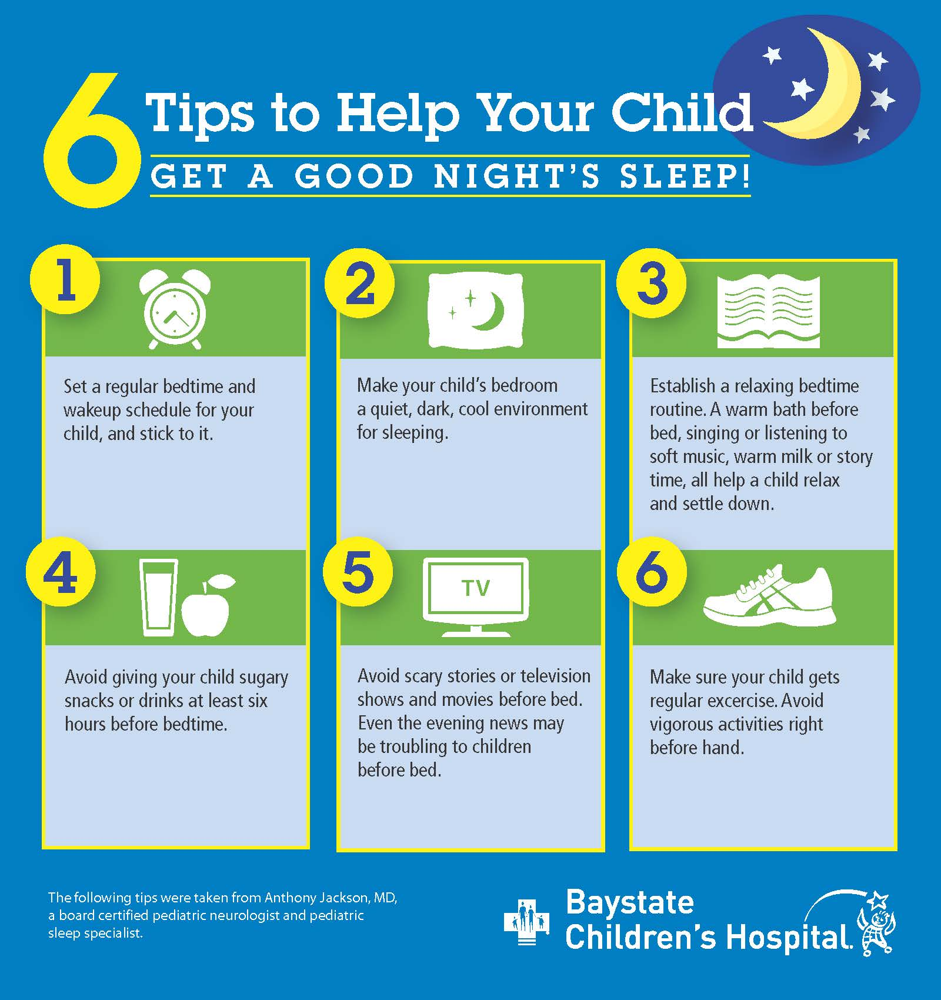 6 Tips to Help Your Child
GET A GOOD NIGHT'S SLEEP!
1
Set a regular bedtime and
wakeup schedule for your
child, and stick to it.
2
Make your child's bedroom
a quiet, dark, cool environment
for sleeping.
3
Establish a relaxing bedtime
routine. A warm bath before
bed, singing or listening to
soft music, warm milk or story
time, all help a child relax
and settle down.
4
Avoid giving your child sugary
snacks or drinks at least six
hours before bedtime.
5
TV
Avoid scary stories or television
shows and movies before bed.
Even the evening news may
be troubling to children
before bed.
6
Make sure your child gets
regular excercise. Avoid
vigorous activities right
before hand.
The following tips were taken from Anthony Jackson, MD,
a board certified pediatric neurologist and pediatric
sleep specialist.
Baystate
Children's Hospital.